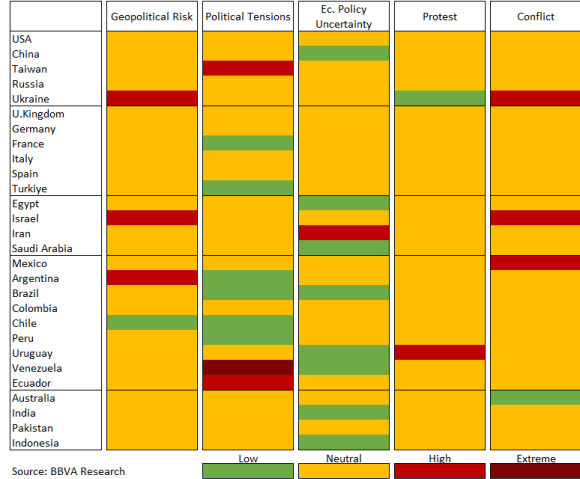 Geopolitical Risk Political Tensions Ec. Policy Uncertainty Protest Conflict
USA
China
Taiwan
Russia
Ukraine
U.Kingdom
Germany
France
Italy
Spain
Turkiye
Egypt
Israel
Iran
Saudi Arabia
Mexico
Argentina
Brazil
Colombia
Chile
Peru
Uruguay
Venezuela
Ecuador
Australia
India
Pakistan
Indonesia
Low Neutral High Extreme
Source: BBVA Research